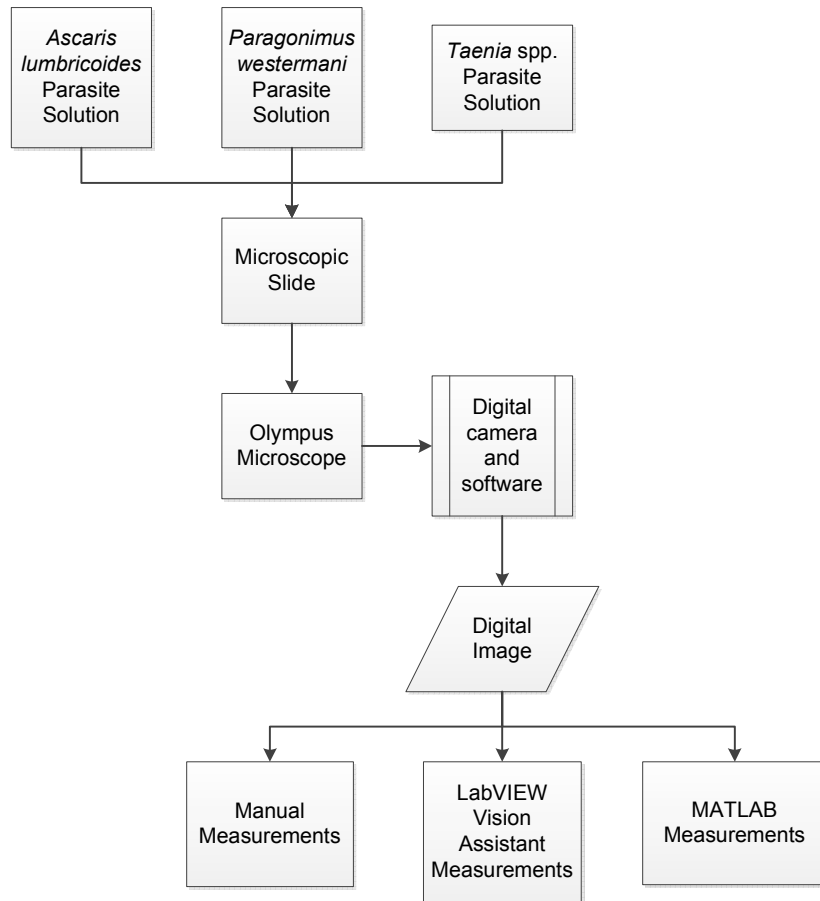 Ascaris
lumbricoides
Parasite
Solution
Paragonimus
westermani
Parasite
Solution
Taenia spp.
Parasite
Solution
Microscopic
Slide
Olympus
Microscope
Digital
camera
and
software
Digital
Image
Manual
Measurements
LabVIEW
Vision
Assistant
Measurements
MATLAB
Measurements